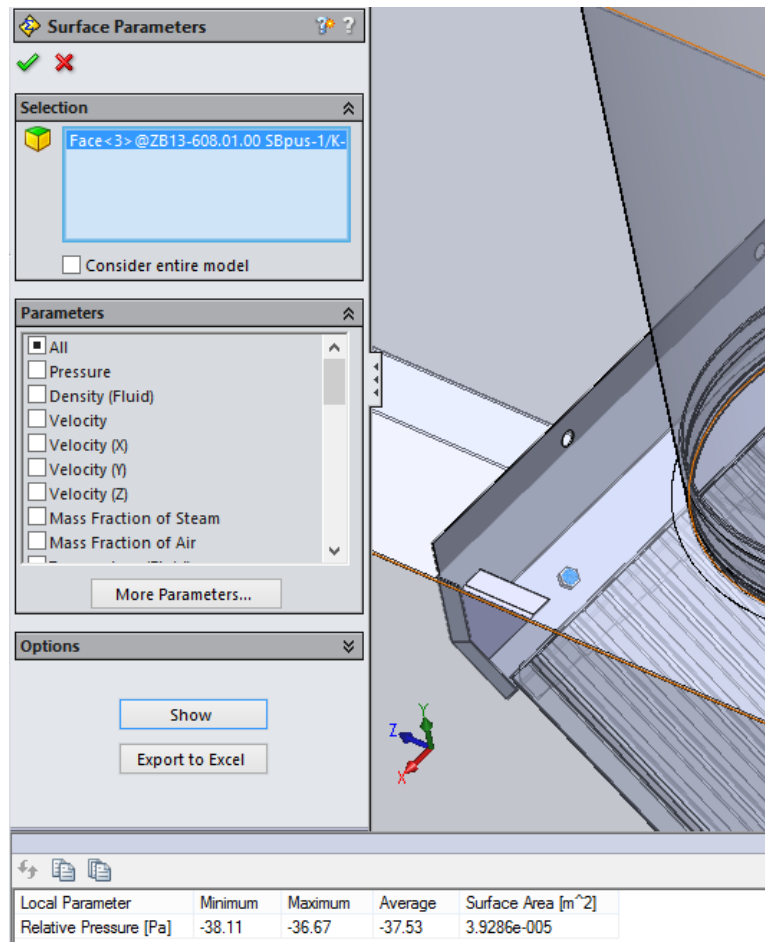 Surface Parameters
Selection
Face<3>@ZB13-608.01.00 SBpus-1/K-
Consider entire model
Parameters
All
Pressure
Density (Fluid)
Velocity
Velocity (X)
Velocity (Y)
Velocity (Z)
Mass Fraction of Steam
Mass Fraction of Air
More Parameters...
Options
Show
Export to Excel
Y
Z
X
Local Parameter Minimum Maximum Average Surface Area [m^2]
Relative Pressure [Pa] -38.11 -36.67 -37.53 3.9286e-005